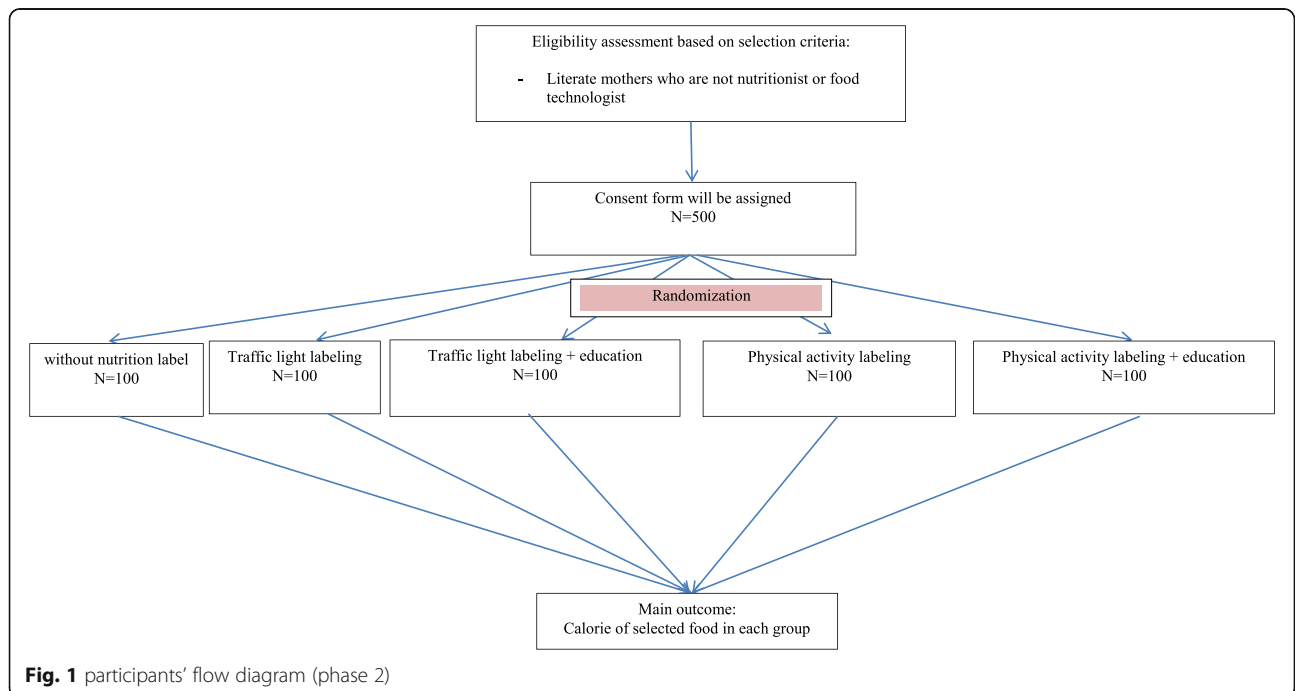 Eligibility assessment based on selection criteria:
- Literate mothers who are not nutritionist or food
technologist
Consent form will be assigned
N=500
Randomization
without nutrition label
N=100
Traffic light labeling
N=100
Traffic light labeling + education
N=100
Physical activity labeling
N=100
Physical activity labeling + education
N=100
Main outcome:
Calorie of selected food in each group
Fig. 1 participants' flow diagram (phase 2)